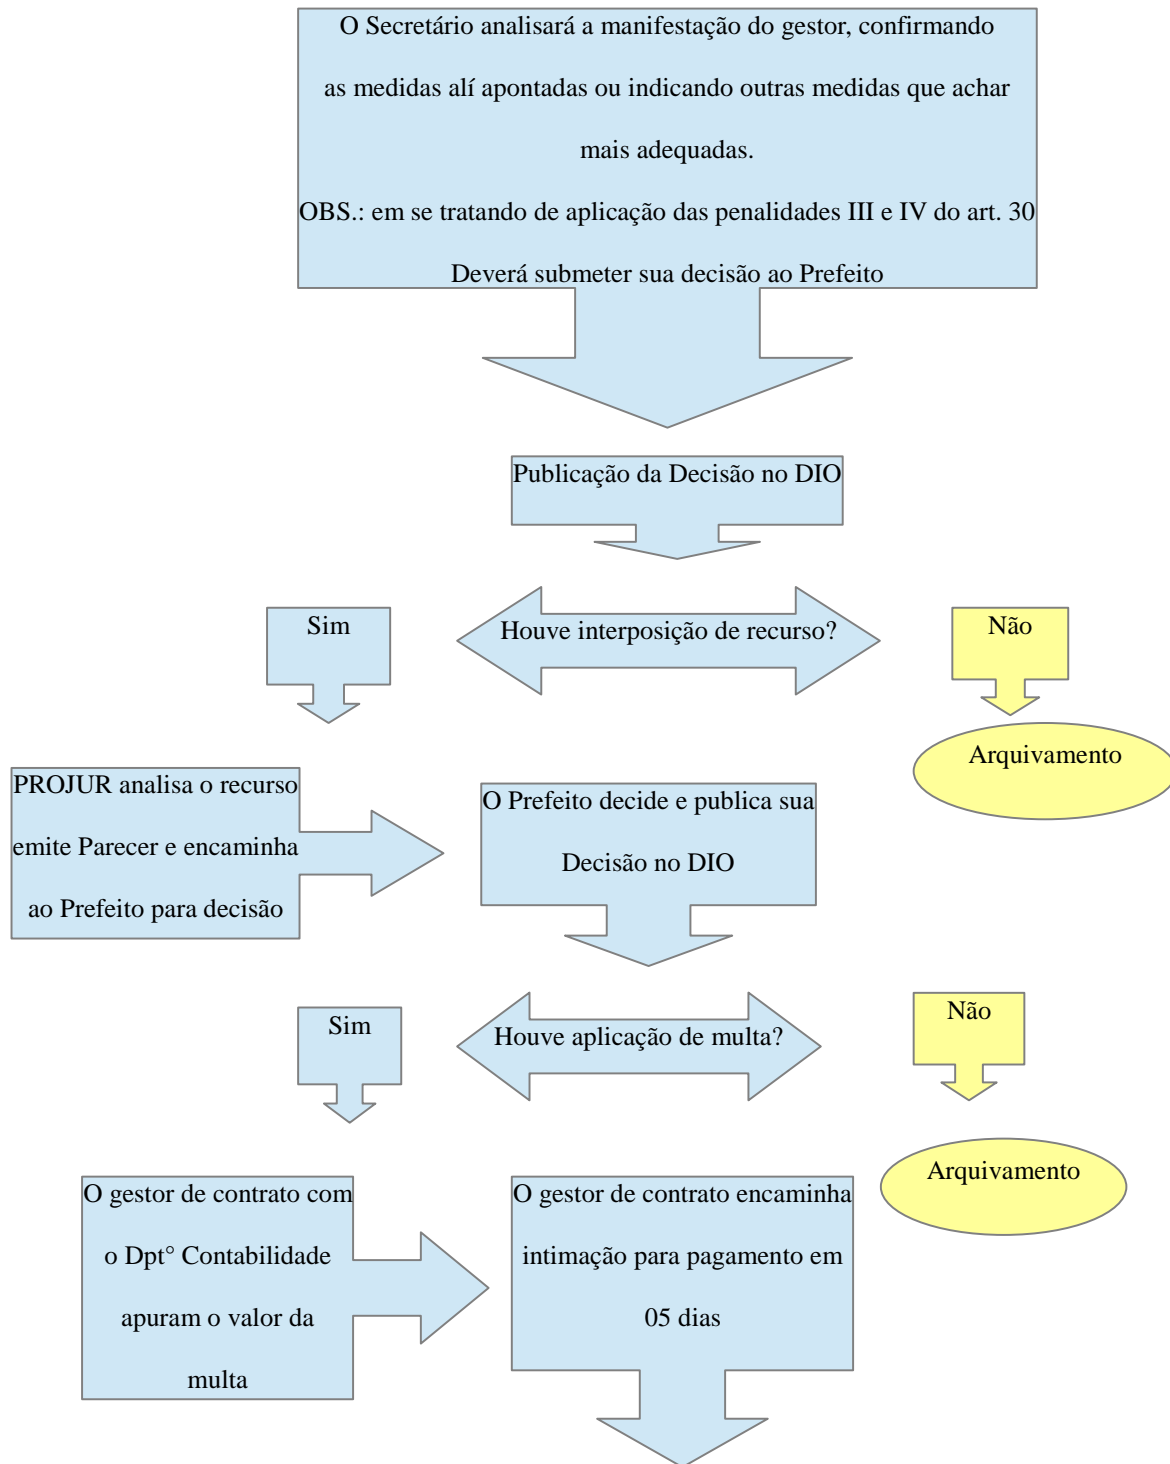 O Secretário analisará a manifestação do gestor, confirmando
as medidas alí apontadas ou indicando outras medidas que achar
mais adequadas.
OBS.: em se tratando de aplicação das penalidades III e IV do art. 30
Deverá submeter sua decisão ao Prefeito
Publicação da Decisão no DIO
Sim
Houve interposição de recurso?
Não
Arquivamento
PROJUR analisa o recurso
emite Parecer e encaminha
ao Prefeito para decisão
O Prefeito decide e publica sua
Decisão no DIO
Sim
Houve aplicação de multa?
Não
Arquivamento
O gestor de contrato com
o Dpt° Contabilidade
apuram o valor da
multa
O gestor de contrato encaminha
intimação para pagamento em
05 dias